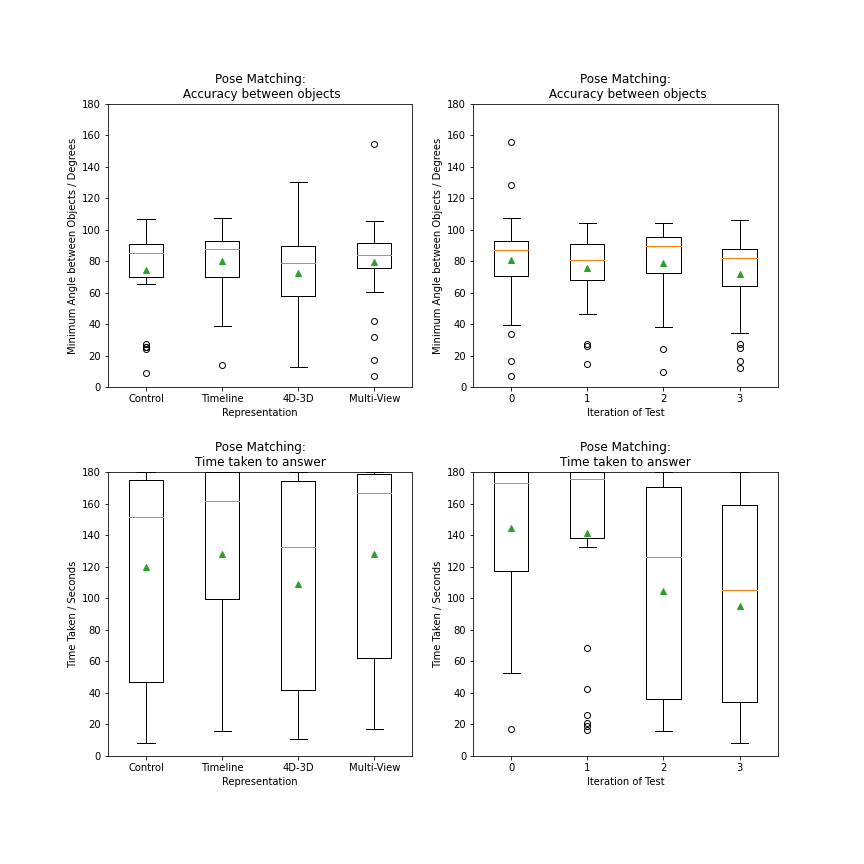 Pose Matching:
Accuracy between objects
180
160
140
120
100
80
60
40
20
0
Minimum Angle between Objects / Degrees
Control Timeline 4D-3D Multi-View
Representation
Pose Matching:
Accuracy between objects
180
160
140
120
100
80
60
40
20
0
Minimum Angle between Objects / Degrees
0 1 2 3
Iteration of Test
Pose Matching:
Time taken to answer
180
160
140
120
100
80
60
40
20
0
Time Taken / Seconds
Control Timeline 4D-3D Multi-View
Representation
Pose Matching:
Time taken to answer
180
160
140
120
100
80
60
40
20
0
Time Taken / Seconds
0 1 2 3
Iteration of Test